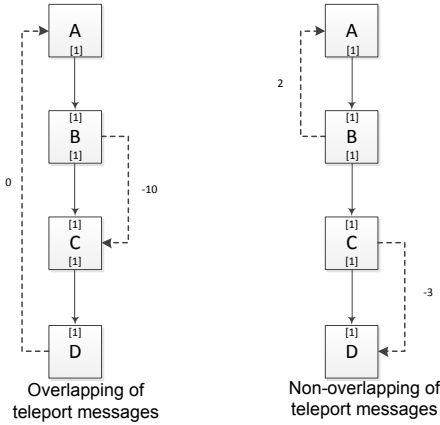 A
[1]
[1]
B
[1]
[1]
C
[1]
[1]
D
0
-10
Overlapping of
teleport messages
A
[1]
[1]
B
[1]
[1]
C
[1]
[1]
D
2
-3
Non-overlapping of
teleport messages